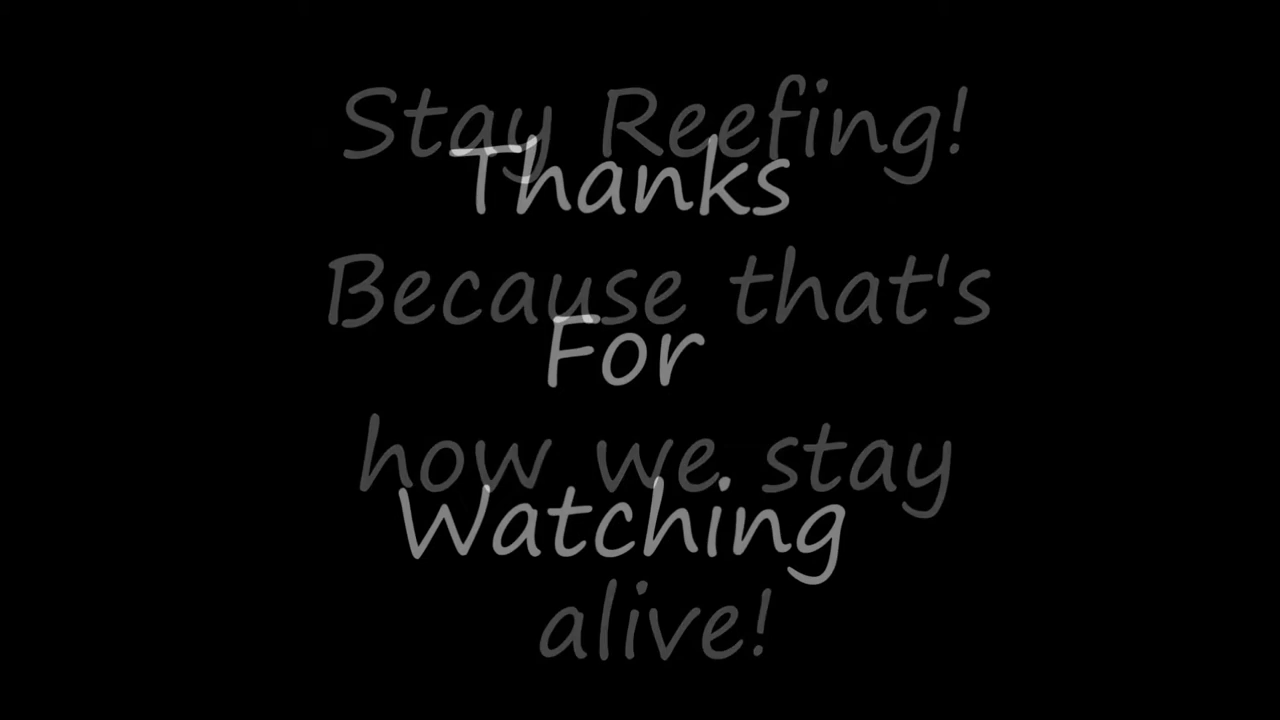 Stay Reefing!
Thanks
Because that's
For
how we stay
Watching
alive!